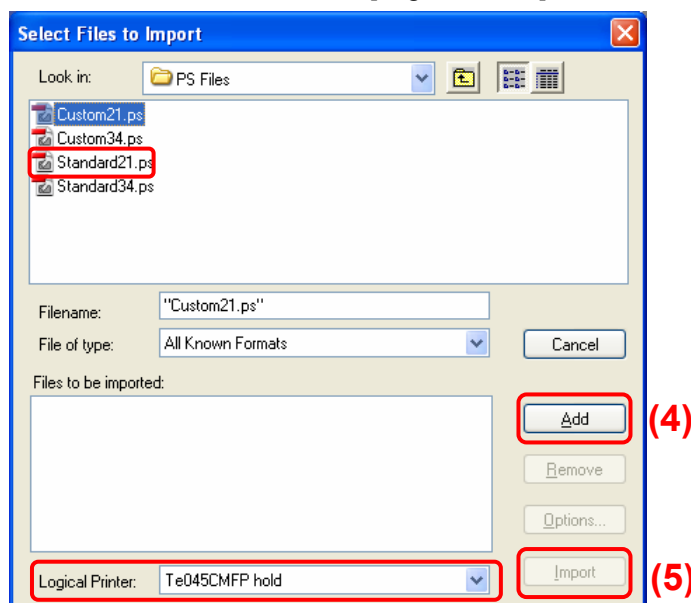 Select Files to Import
Look in: PS Files
Custom21.ps
Custom34.ps
Standard21.ps
Standard34.ps
Filename: "Custom21.ps"
File of type: All Known Formats Cancel
Files to be imported:
Add (4)
Remove
Options...
Logical Printer: Te045CMFP hold Import (5)